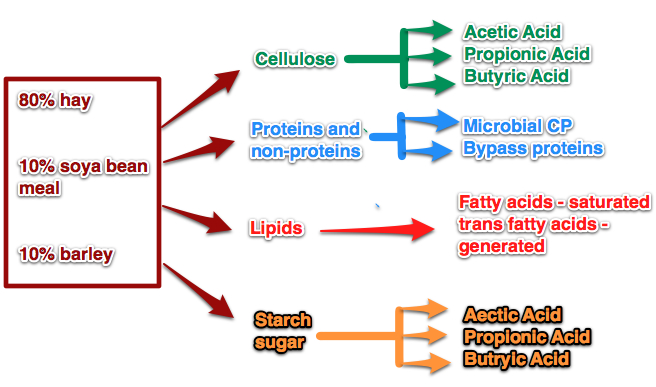 80% hay
10% soya bean
meal
10% barley
Cellulose
Acetic Acid
Propionic Acid
Butyric Acid
Proteins and
non-proteins
Microbial CP
Bypass proteins
Lipids
Fatty acids - saturated
trans fatty acids -
generated
Starch
sugar
Aectic Acid
Propionic Acid
Butryic Acid